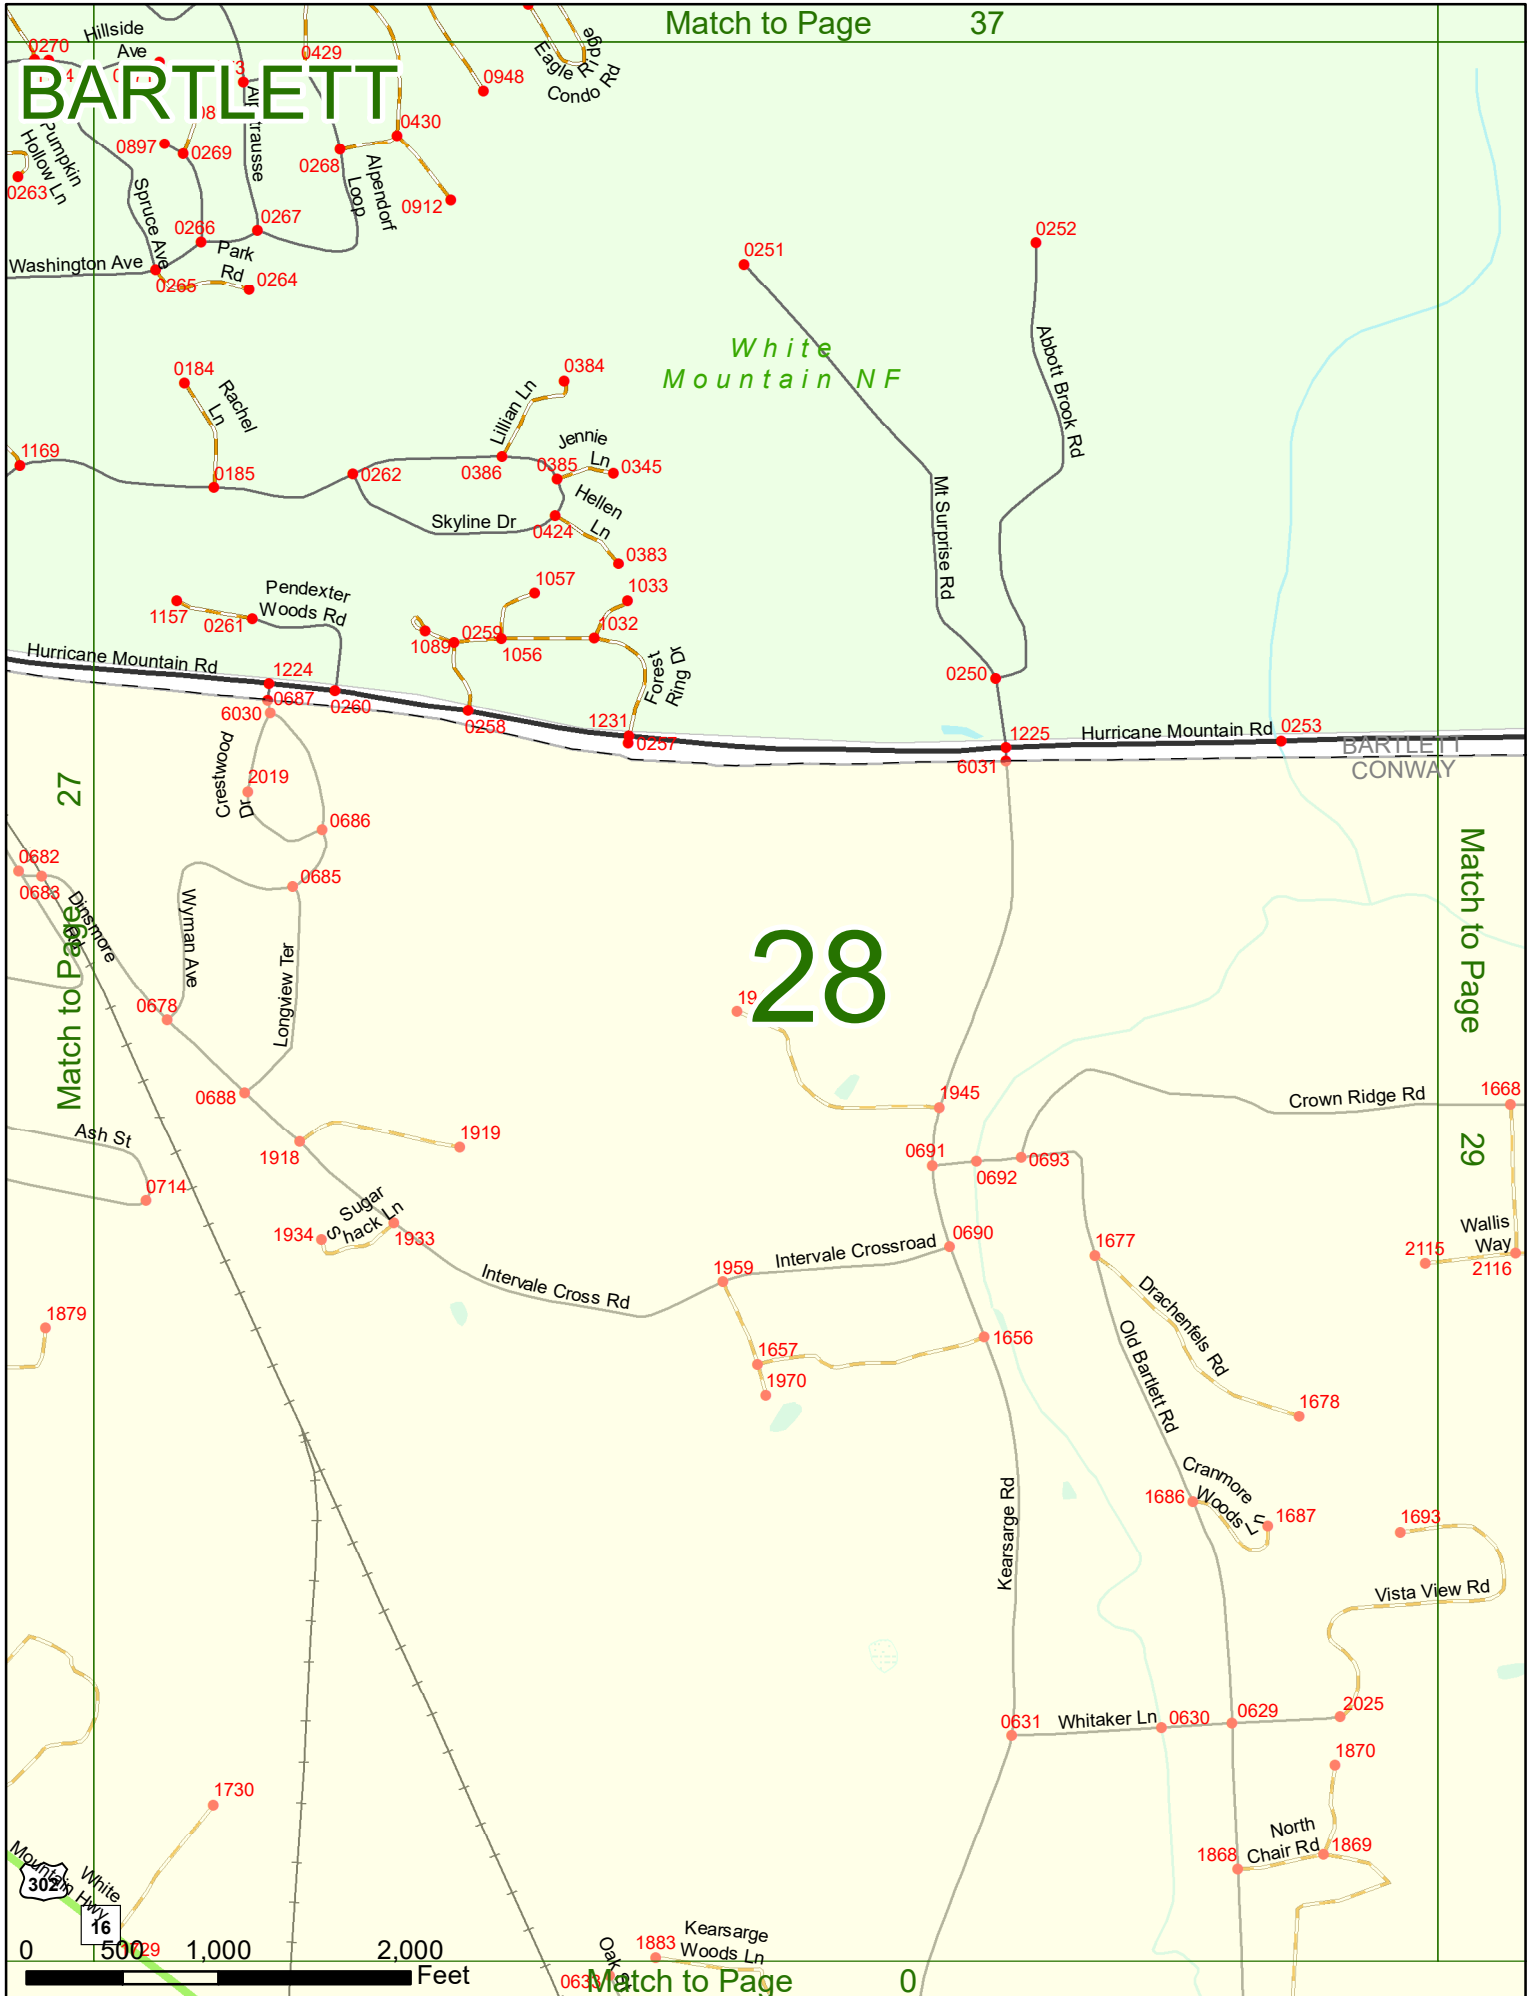 Match to Page 37
Hillside
Ave
0270
0429
Eagle Ridge
Condo Rd
0948
BARTLETT
0430
Pumpkin
Hollow Ln
0897
0269
0268
Alpendorf
Loop
0263
Spruce Ave
0912
0266
0267
Park
Rd
Washington Ave
0265
0264
0251
0252
White
Mountain NF
Abbott Brook Rd
0184
Rachel
Ln
0384
Lillian Ln
Jennie
Ln
1169
0185
0262
0386
0385
0345
Hellen
Ln
Skyline Dr
0424
Mt Surprise Rd
0383
1057
1033
Pendexter
Woods Rd
1157
0261
1089
0259
1056
1032
Forest
Ring Dr
Hurricane Mountain Rd
1224
0687
0260
6030
0258
1231
0257
0250
1225
Hurricane Mountain Rd
0253
6031
BARTLETT
CONWAY
Crestwood
Dr
2019
0686
Match to Page 27
0682
0683
Dinsmore
Rd
0685
Wyman Ave
Longview Ter
28
Match to Page 29
0678
0688
1945
Crown Ridge Rd
1668
Ash St
1918
1919
0691
0692
0693
0714
Sugar
Shack Ln
1934
1933
0690
1677
Wallis
Way
2115
2116
Intervale Crossroad
1959
Intervale Cross Rd
Drachenfels Rd
1879
1656
1657
1970
Old Bartlett Rd
1678
Cranmore
Woods Ln
1686
1687
1693
Kearsarge Rd
Vista View Rd
0631
Whitaker Ln
0630
0629
2025
1870
1730
North
Chair Rd
1868
1869
White
Mountain Hwy
302
16
1729
0 500 1,000 2,000
Feet
Kearsarge
Woods Ln
1883
0633
Match to Page 0